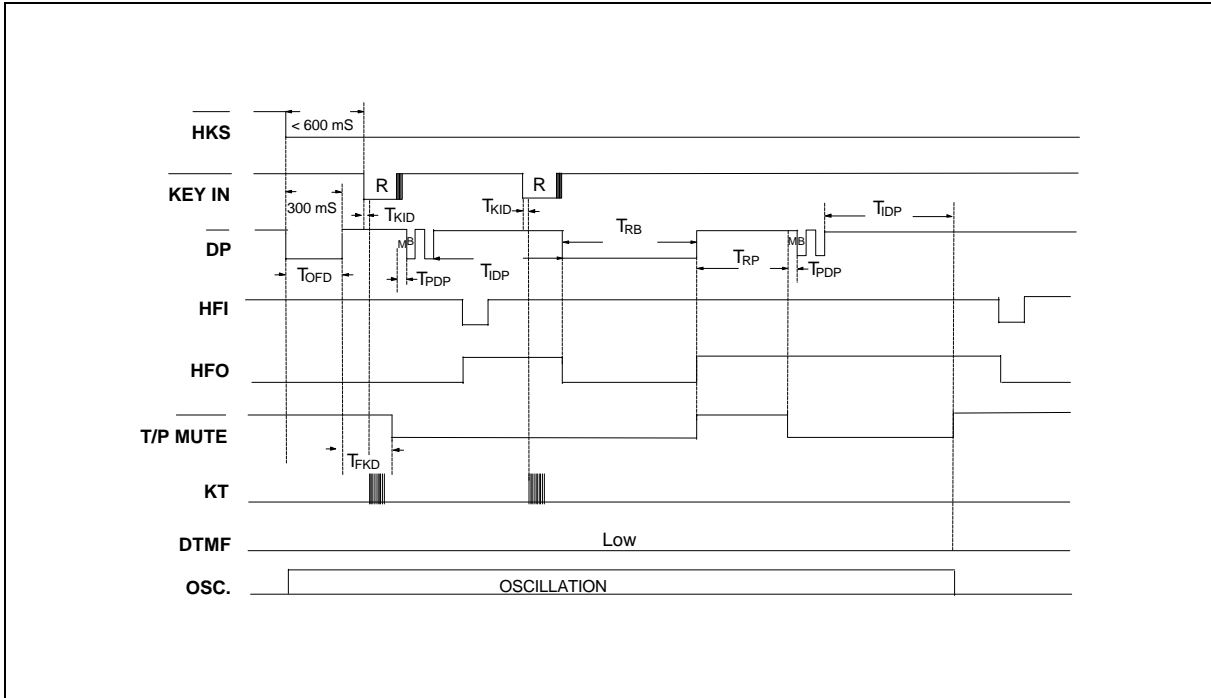 HKS
< 600 mS
KEY IN
R
R
300 mS
TKID
TKID
TIDP
DP
MB
TRB
MB
TOFD
TPDP
TIDP
TRP
TPDP
HFI
HFO
T/P MUTE
TFKD
KT
DTMF
Low
OSC.
OSCILLATION